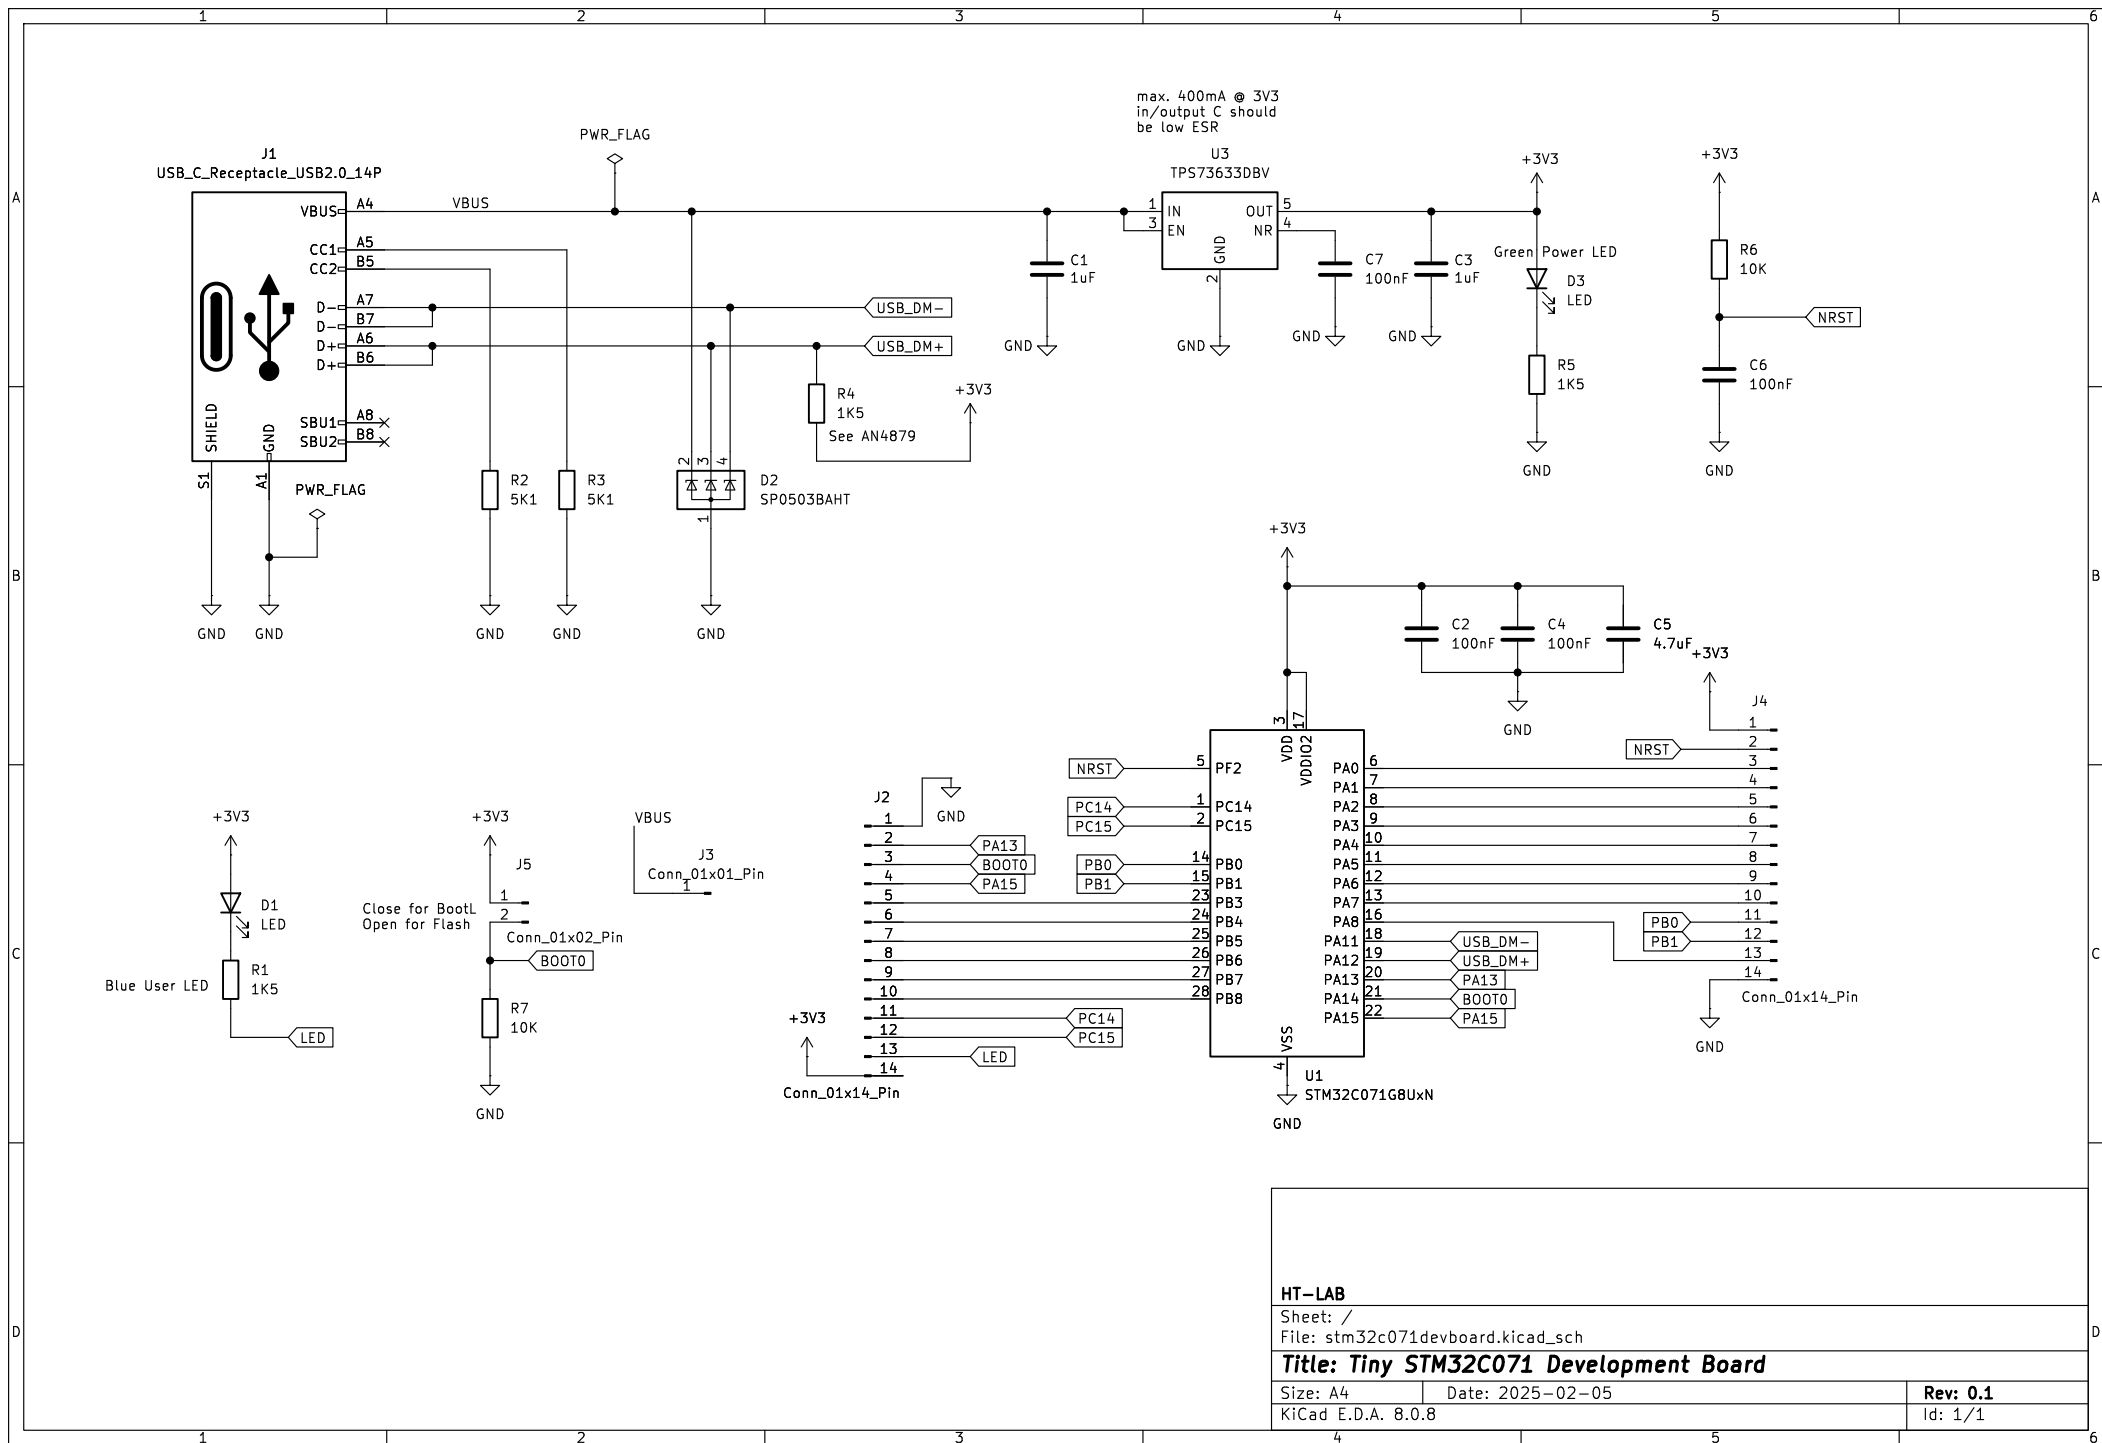 1 2 3 4 5 6
max. 400mA @ 3V3
in/output C should
be low ESR
PWR_FLAG
J1
USB_C_Receptacle_USB2.0_14P
VBUS A4
VBUS
CC1 A5
CC2 B5
D- A7
D- B7
D+ A6
D+ B6
SBU1 A8
SBU2 B8
SHIELD
GND
S1
A1
PWR_FLAG
GND
GND
R2
5K1
GND
R3
5K1
GND
2 3 4
1
D2
SP0503BAHT
GND
USB_DM-
USB_DM+
R4
1K5
See AN4879
+3V3
C1
1uF
GND
U3
TPS73633DBV
1 IN
3 EN
OUT 5
NR 4
GND
2
GND
C7
100nF
GND
C3
1uF
GND
+3V3
Green Power LED
D3
LED
R5
1K5
GND
+3V3
R6
10K
NRST
C6
100nF
GND
A
A
B
B
+3V3
C2
100nF
C4
100nF
C5
4.7uF
GND
+3V3
J4
1
2
3
4
5
6
7
8
9
10
11
12
13
14
NRST
PB0
PB1
Conn_01x14_Pin
GND
3
17
VDD
VDDIO2
NRST 5 PF2
PC14 1 PC14
PC15 2 PC15
PB0 14 PB0
PB1 15 PB1
23 PB3
24 PB4
25 PB5
26 PB6
27 PB7
28 PB8
PA0 6
PA1 7
PA2 8
PA3 9
PA4 10
PA5 11
PA6 12
PA7 13
PA8 16
PA11 18 USB_DM-
PA12 19 USB_DM+
PA13 20 PA13
PA14 21 BOOT0
PA15 22 PA15
VSS
4
U1
STM32C071G8UxN
GND
+3V3
D1
LED
R1
1K5
Blue User LED
LED
+3V3
J5
1
2
Close for BootL
Open for Flash
Conn_01x02_Pin
BOOT0
R7
10K
GND
VBUS
J3
Conn_01x01_Pin
1
J2
GND
1
2 PA13
3 BOOT0
4 PA15
5
6
7
8
9
10
11 PC14
12 PC15
13 LED
14
+3V3
Conn_01x14_Pin
C
C
D
D
HT-LAB
Sheet: /
File: stm32c071devboard.kicad_sch
Title: Tiny STM32C071 Development Board
Size: A4 Date: 2025-02-05 Rev: 0.1
KiCad E.D.A. 8.0.8 Id: 1/1
1 2 3 4 5 6